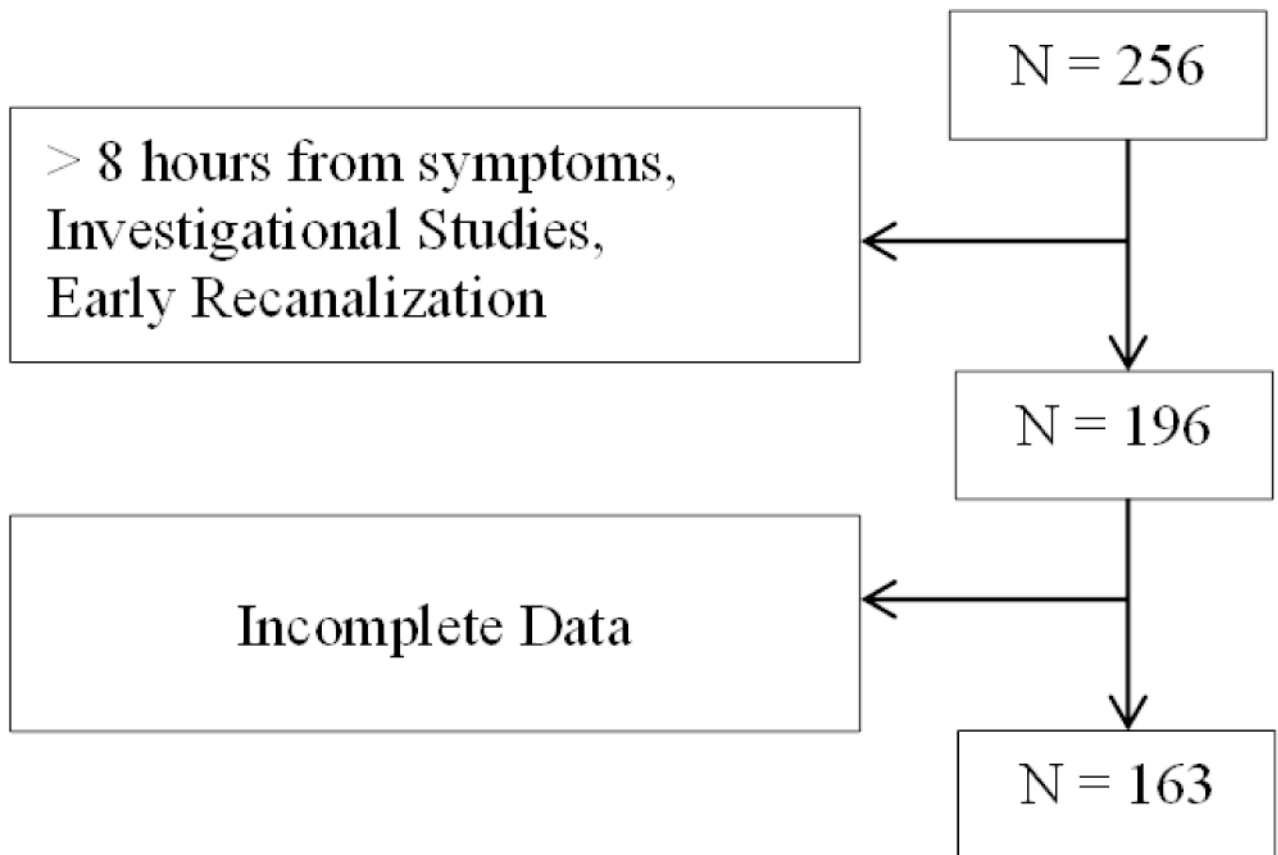 N = 256
> 8 hours from symptoms,
Investigational Studies,
Early Recanalization
N = 196
Incomplete Data
N = 163